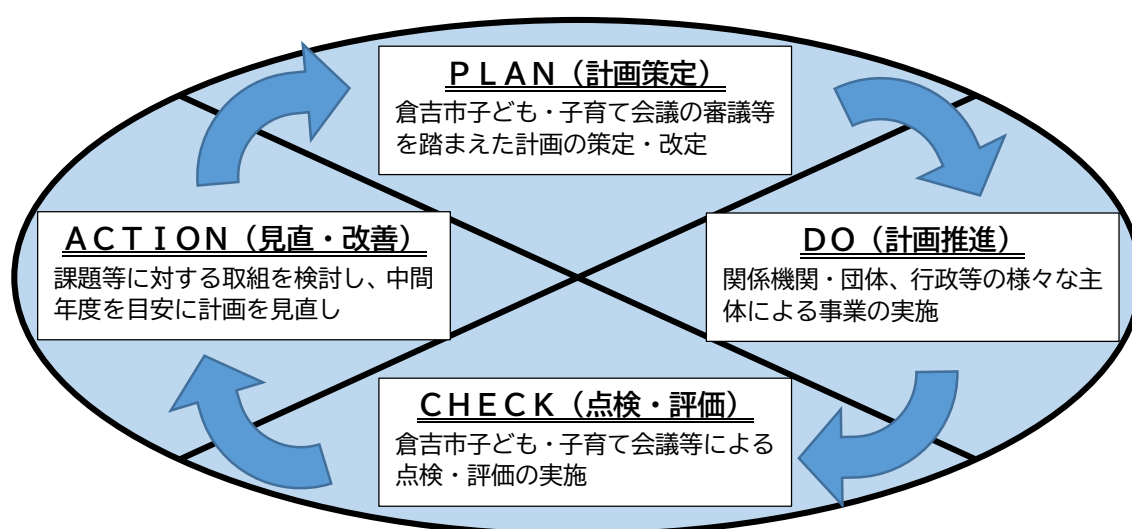 ＰＬＡＮ（計画策定）
倉吉市子ども・子育て会議の審議等
を踏まえた計画の策定・改定
ＡＣＴＩＯＮ（見直・改善）
課題等に対する取組を検討し、中間
年度を目安に計画を見直し
ＤＯ（計画推進）
関係機関・団体、行政等の様々な主
体による事業の実施
ＣＨＥＣＫ（点検・評価）
倉吉市子ども・子育て会議等による
点検・評価の実施